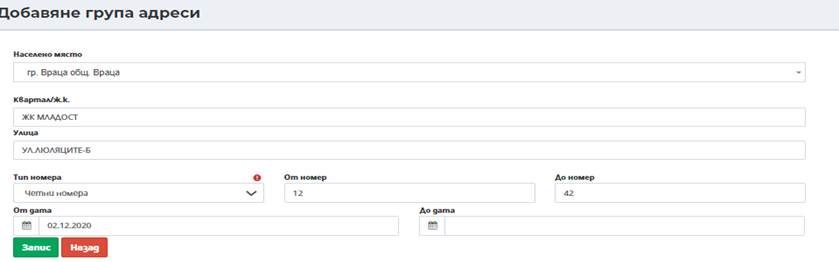 Добавяне група адреси
Населено място
гр. Враца общ. Враца
Квартал/ж.к.
ЖК МЛАДОСТ
Улица
УЛ.ЛЮЛЯЦИТЕ-Б
Тип номера От номер До номер
Четни номера 12 42
От дата До дата
02.12.2020
Запис Назад